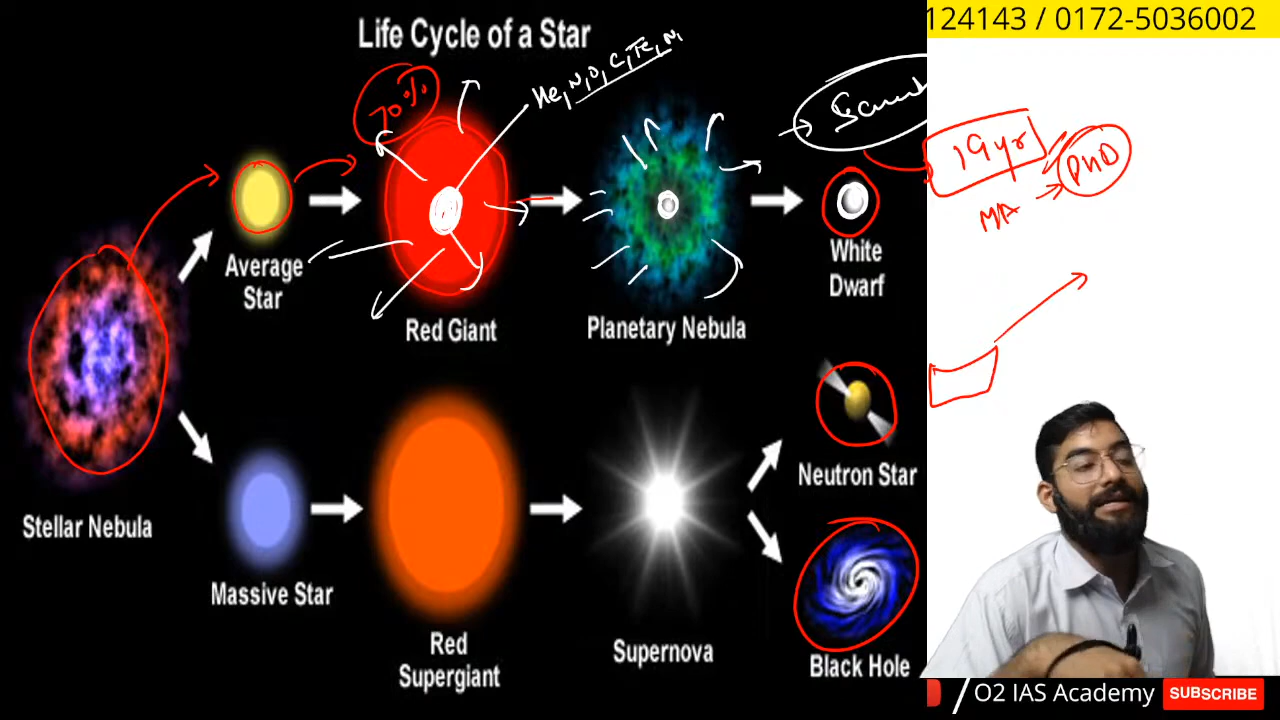 124143 / 0172-5036002
Life Cycle of a Star
70%
He, N, O, C, Fe, N
19yr
PhD
MA
Average
Star
Red Giant
Planetary Nebula
White
Dwarf
Stellar Nebula
Massive Star
Red
Supergiant
Supernova
Neutron Star
Black Hole
/ O2 IAS Academy SUBSCRIBE